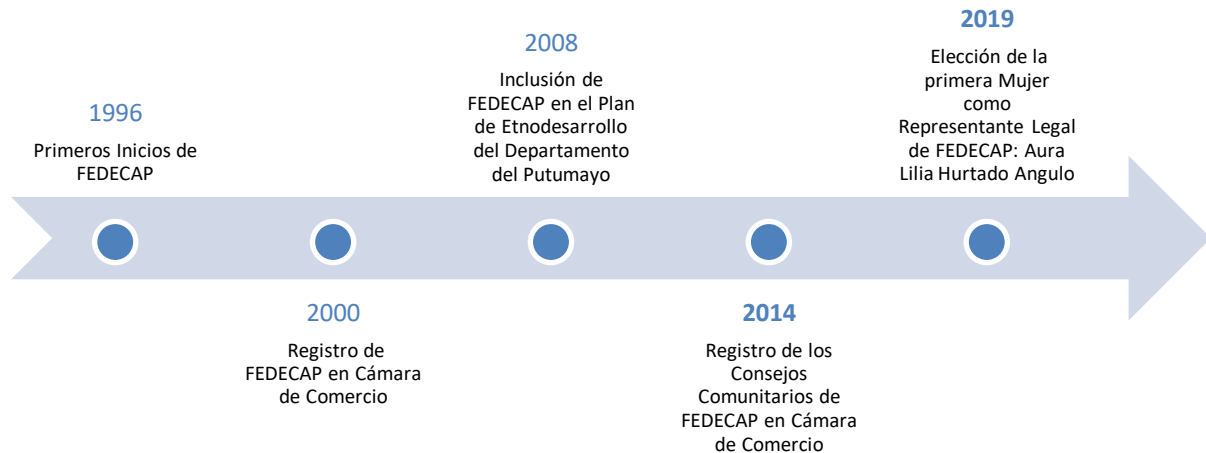 1996
Primeros Inicios de
FEDECAP
2000
Registro de
FEDECAP en Cámara
de Comercio
2008
Inclusión de
FEDECAP en el Plan
de Etnodesarrollo
del Departamento
del Putumayo
2014
Registro de los
Consejos
Comunitarios de
FEDECAP en Cámara
de Comercio
2019
Elección de la
primera Mujer
como
Representante Legal
de FEDECAP: Aura
Lilia Hurtado Angulo